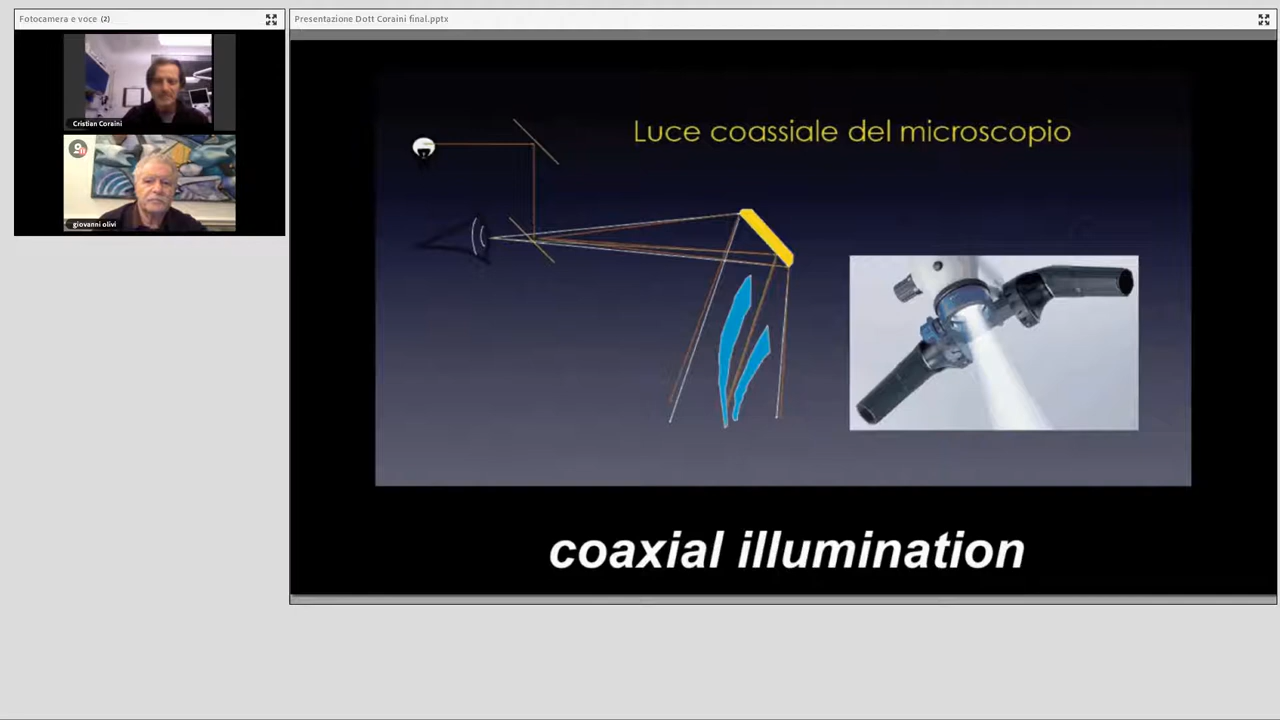 Fotocamera e voce (2)
Cristian Coraini
giovanni olivi
Presentazione Dott Coraini final.pptx
Luce coassiale del microscopio
coaxial illumination